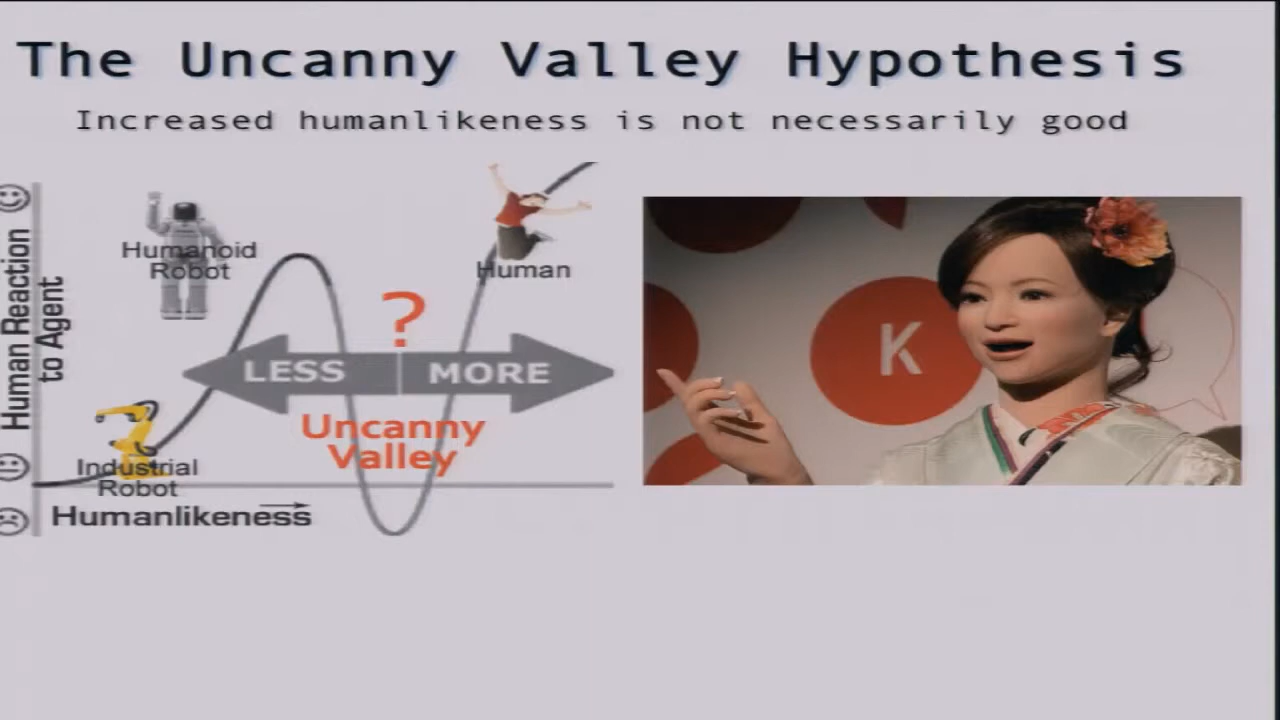 The Uncanny Valley Hypothesis
Increased humanlikeness is not necessarily good
Human Reaction
to Agent
Humanoid
Robot
Human
?
LESS
MORE
Uncanny
Valley
Industrial
Robot
Humanlikeness
K